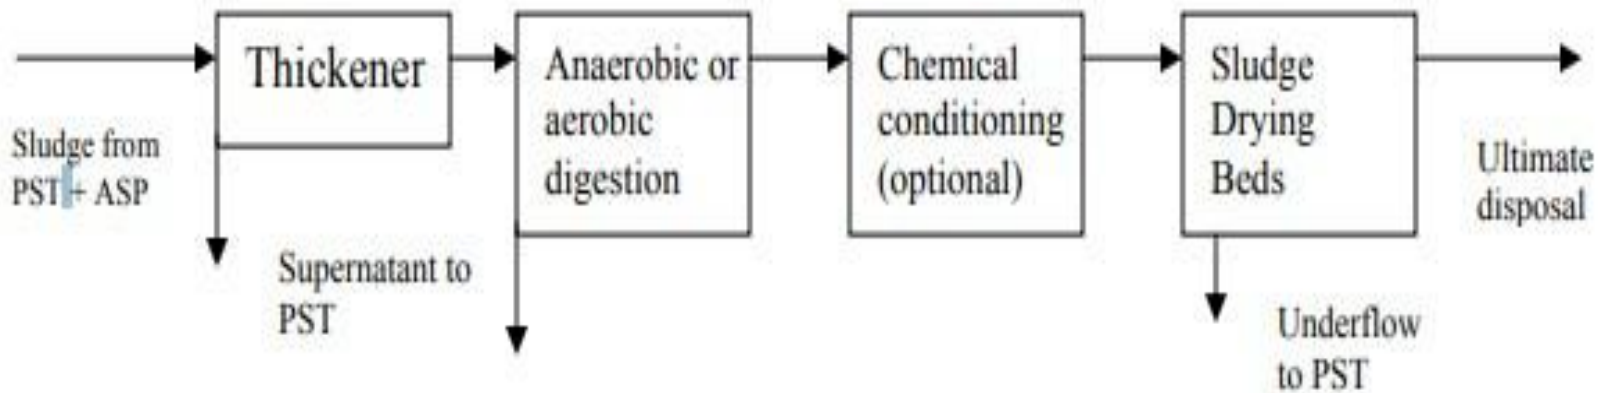 Thickener
Anaerobic or
aerobic
digestion
Chemical
conditioning
(optional)
Sludge
Drying
Beds
Sludge from
PST + ASP
Ultimate
disposal
Supernatant to
PST
Underflow
to PST